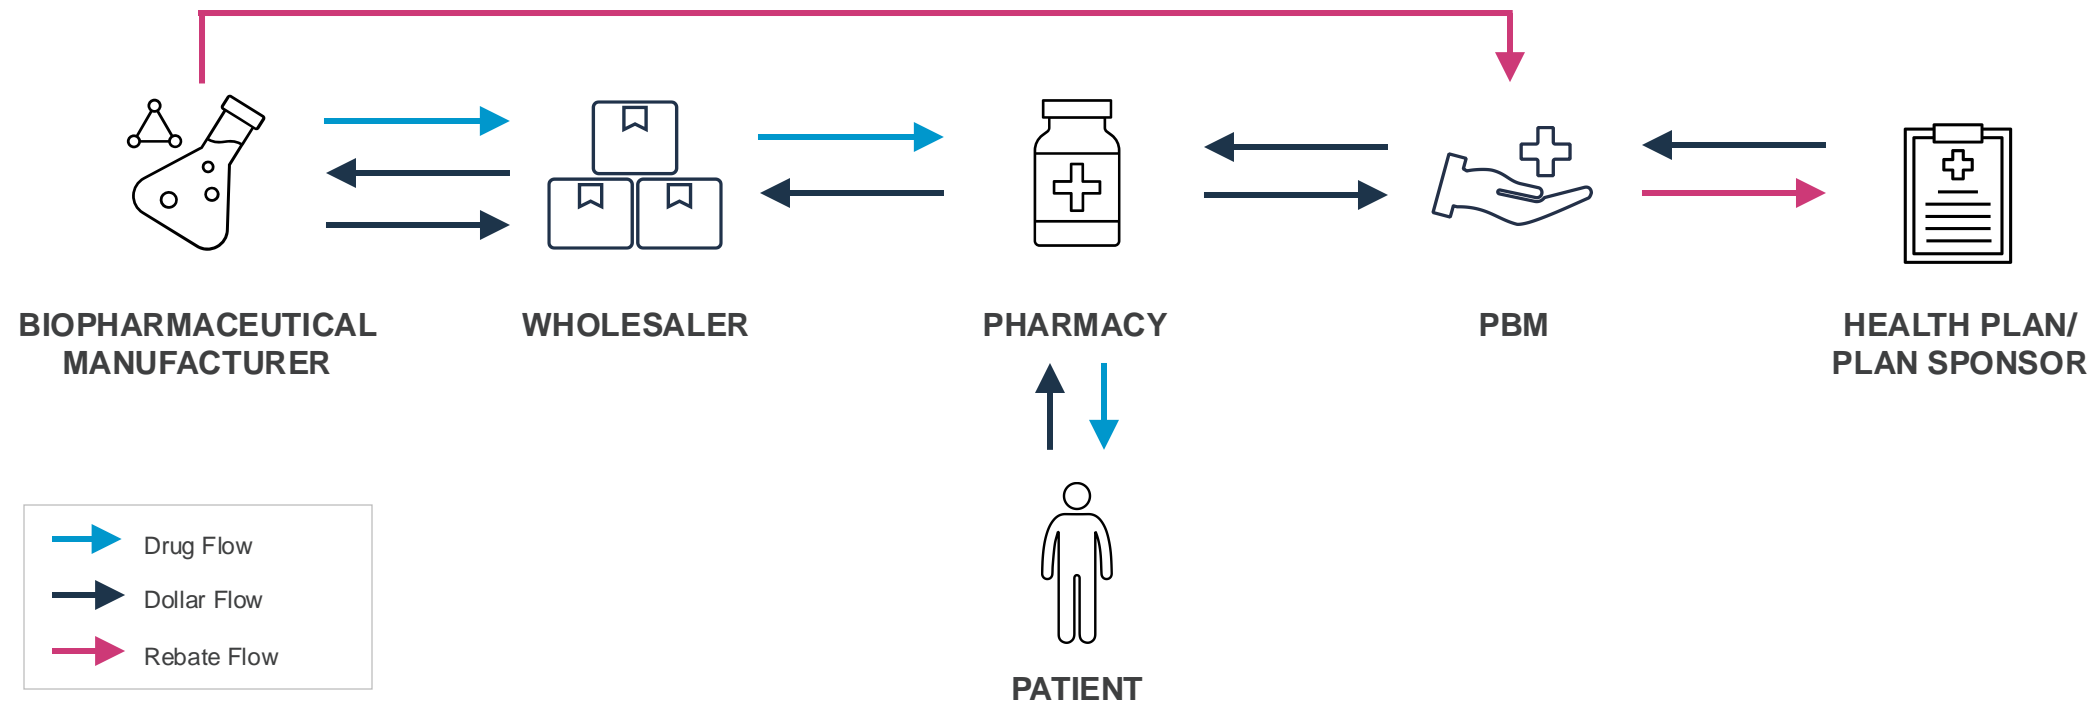 BIOPHARMACEUTICAL
MANUFACTURER
WHOLESALER
PHARMACY
PBM
HEALTH PLAN/
PLAN SPONSOR
Drug Flow
Dollar Flow
Rebate Flow
PATIENT